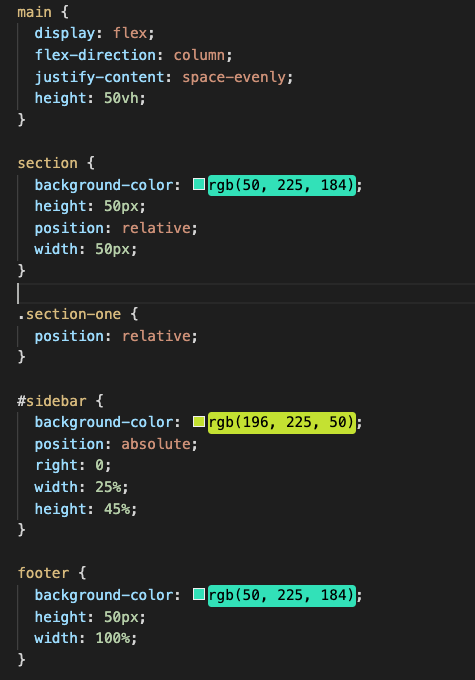 main {
display: flex;
flex-direction: column;
justify-content: space-evenly;
height: 50vh;
}
section {
background-color: rgb(50, 225, 184);
height: 50px;
position: relative;
width: 50px;
}
.section-one {
position: relative;
}
#sidebar {
background-color: rgb(196, 225, 50);
position: absolute;
right: 0;
width: 25%;
height: 45%;
}
footer {
background-color: rgb(50, 225, 184);
height: 50px;
width: 100%;
}